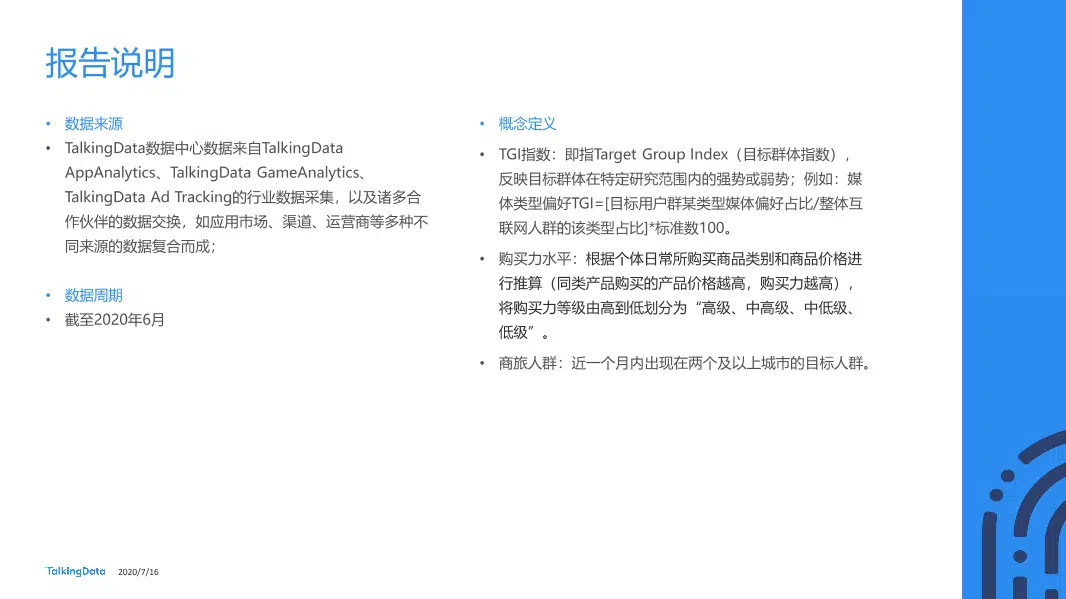 报告说明
• 数据来源
• TalkingData数据中心数据来自TalkingData
AppAnalytics、TalkingData GameAnalytics、
TalkingData Ad Tracking的行业数据采集，以及诸多合
作伙伴的数据交换，如应用市场、渠道、运营商等多种不
同来源的数据复合而成；
• 数据周期
• 截至2020年6月
• 概念定义
• TGI指数：即指Target Group Index（目标群体指数），
反映目标群体在特定研究范围内的强势或弱势；例如：媒
体类型偏好TGI=[目标用户群某类型媒体偏好占比/整体互
联网人群的该类型占比]*标准数100。
• 购买力水平：根据个体日常所购买商品类别和商品价格进
行推算（同类产品购买的产品价格越高，购买力越高），
将购买力等级由高到低划分为“高级、中高级、中低级、
低级”。
• 商旅人群：近一个月内出现在两个及以上城市的目标人群。
TalkingData 2020/7/16